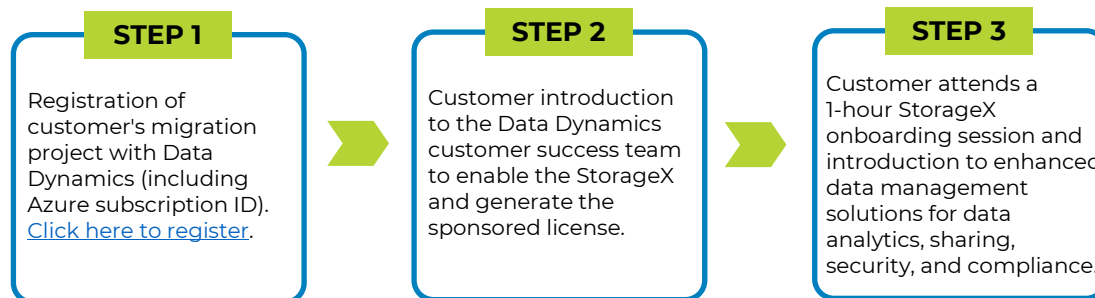 STEP 1
Registration of
customer's migration
project with Data
Dynamics (including
Azure subscription ID).
Click here to register.
STEP 2
Customer introduction
to the Data Dynamics
customer success team
to enable the StorageX
and generate the
sponsored license.
STEP 3
Customer attends a
1-hour StorageX
onboarding session and
introduction to enhanced
data management
solutions for data
analytics, sharing,
security, and compliance.